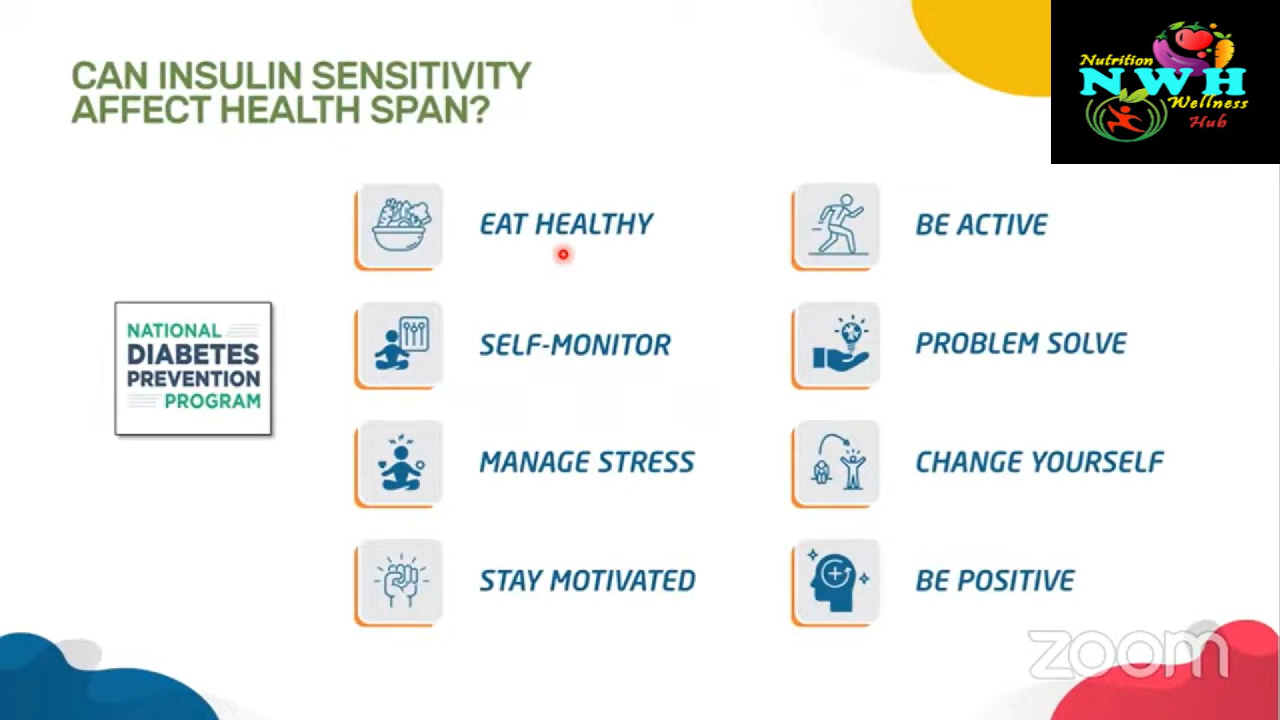 CAN INSULIN SENSITIVITY
AFFECT HEALTH SPAN?
Nutrition
NWH
Wellness
Hub
EAT HEALTHY
BE ACTIVE
NATIONAL
DIABETES
PREVENTION
PROGRAM
SELF-MONITOR
PROBLEM SOLVE
MANAGE STRESS
CHANGE YOURSELF
STAY MOTIVATED
BE POSITIVE
zoom